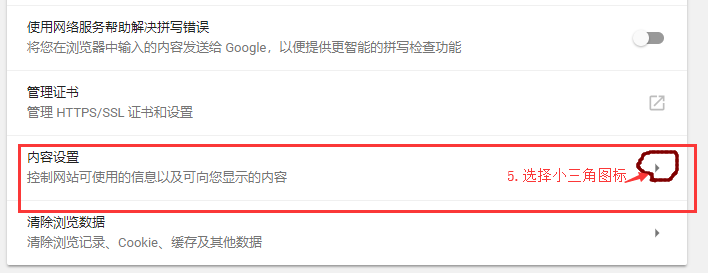 使用网络服务帮助解决拼写错误
将您在浏览器中输入的内容发送给 Google，以便提供更智能的拼写检查功能
管理证书
管理 HTTPS/SSL 证书和设置
内容设置
控制网站可使用的信息以及可向您显示的内容
5. 选择小三角图标
清除浏览数据
清除浏览记录、Cookie、缓存及其他数据